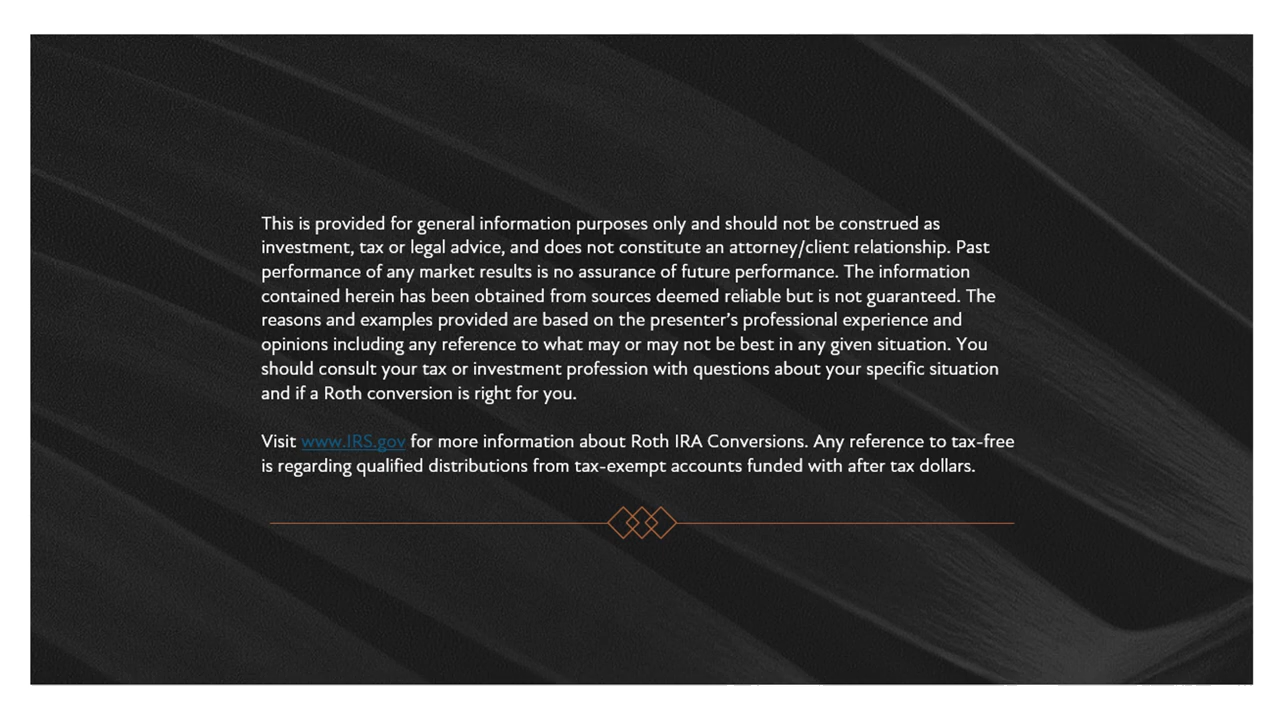 This is provided for general information purposes only and should not be construed as
investment, tax or legal advice, and does not constitute an attorney/client relationship. Past
performance of any market results is no assurance of future performance. The information
contained herein has been obtained from sources deemed reliable but is not guaranteed. The
reasons and examples provided are based on the presenter’s professional experience and
opinions including any reference to what may or may not be best in any given situation. You
should consult your tax or investment profession with questions about your specific situation
and if a Roth conversion is right for you.
Visit www.IRS.gov for more information about Roth IRA Conversions. Any reference to tax-free
is regarding qualified distributions from tax-exempt accounts funded with after tax dollars.